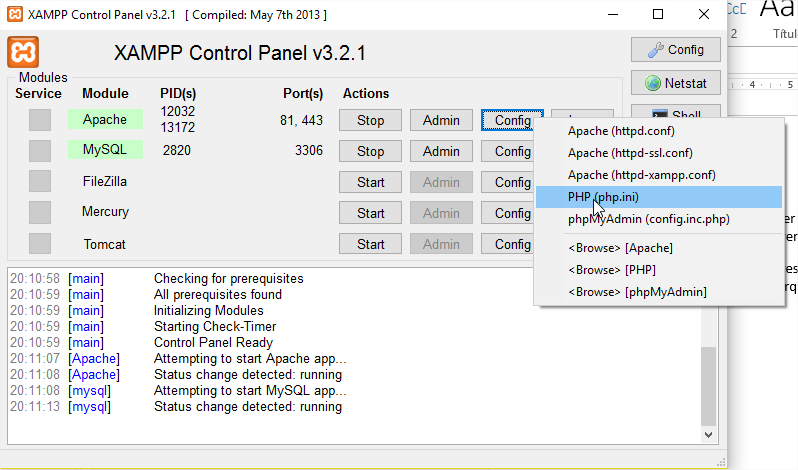 XAMPP Control Panel v3.2.1 [ Compiled: May 7th 2013 ]
XAMPP Control Panel v3.2.1
Config
Modules
Service Module PID(s) Port(s) Actions
Netstat
Shell
Apache 12032 13172 81, 443 Stop Admin Config
MySQL 2820 3306 Stop Admin Config
FileZilla Start Admin Config
Mercury Start Admin Config
Tomcat Start Admin Config
Apache (httpd.conf)
Apache (httpd-ssl.conf)
Apache (httpd-xampp.conf)
PHP (php.ini)
phpMyAdmin (config.inc.php)
<Browse> [Apache]
<Browse> [PHP]
<Browse> [phpMyAdmin]
20:10:58 [main] Checking for prerequisites
20:10:59 [main] All prerequisites found
20:10:59 [main] Initializing Modules
20:10:59 [main] Starting Check-Timer
20:10:59 [main] Control Panel Ready
20:11:07 [Apache] Attempting to start Apache app...
20:11:08 [Apache] Status change detected: running
20:11:08 [mysql] Attempting to start MySQL app...
20:11:13 [mysql] Status change detected: running
2 Títul
4 5